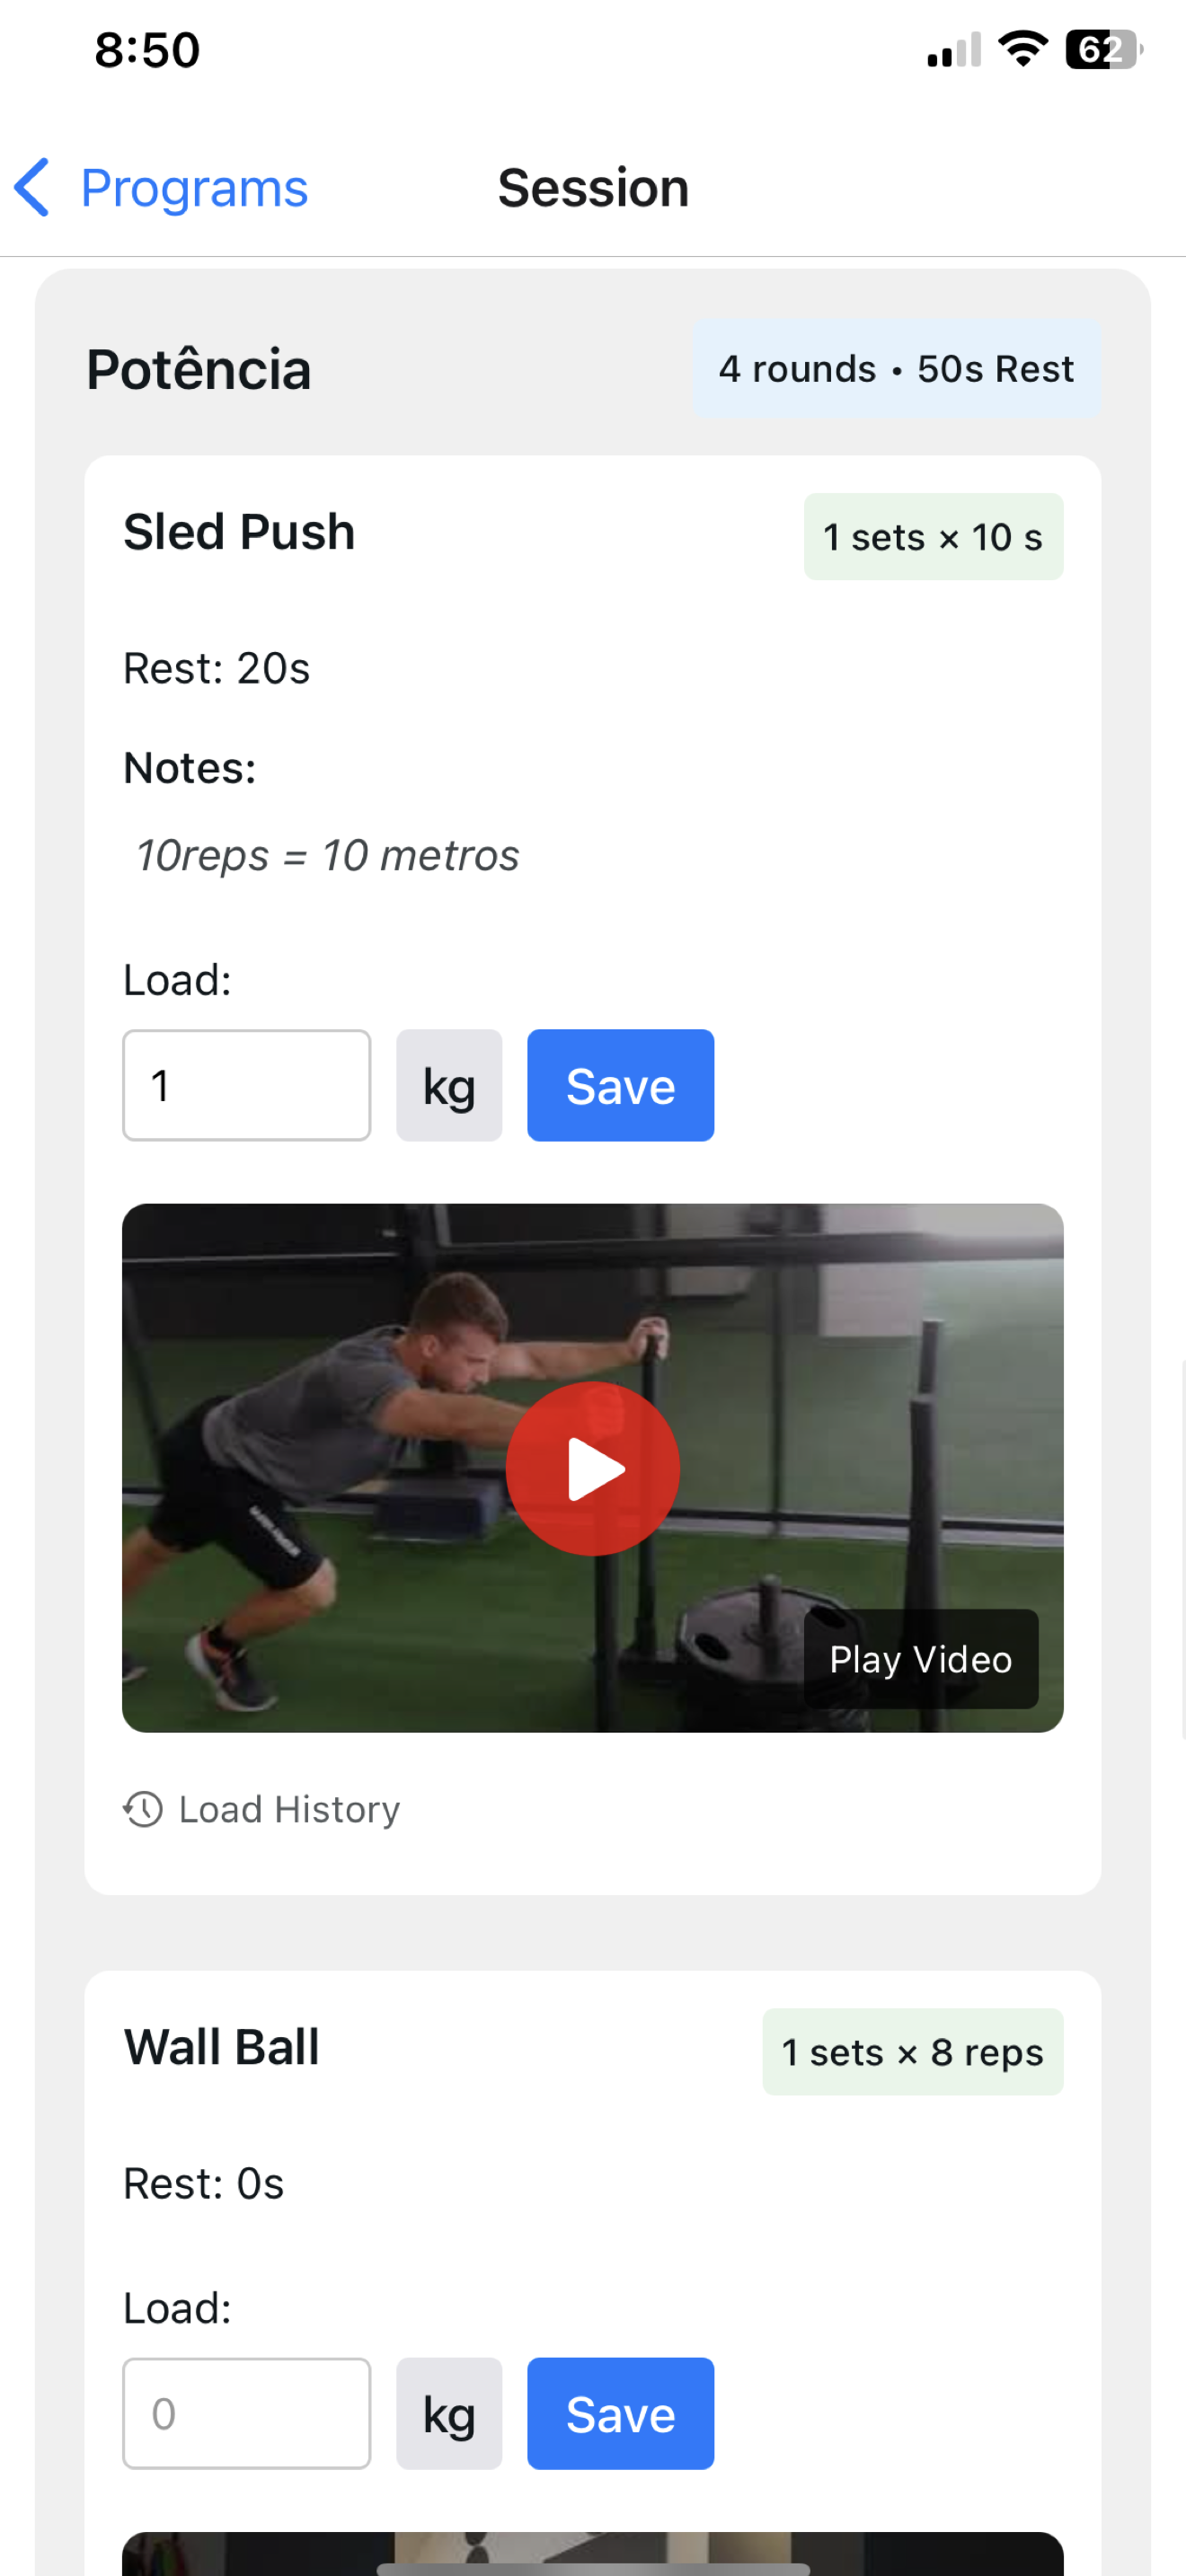 8:50
62
Programs
Session
Potência
4 rounds • 50s Rest
Sled Push
1 sets × 10 s
Rest: 20s
Notes:
10reps = 10 metros
Load:
1
kg
Save
Play Video
Load History
Wall Ball
1 sets × 8 reps
Rest: 0s
Load:
0
kg
Save